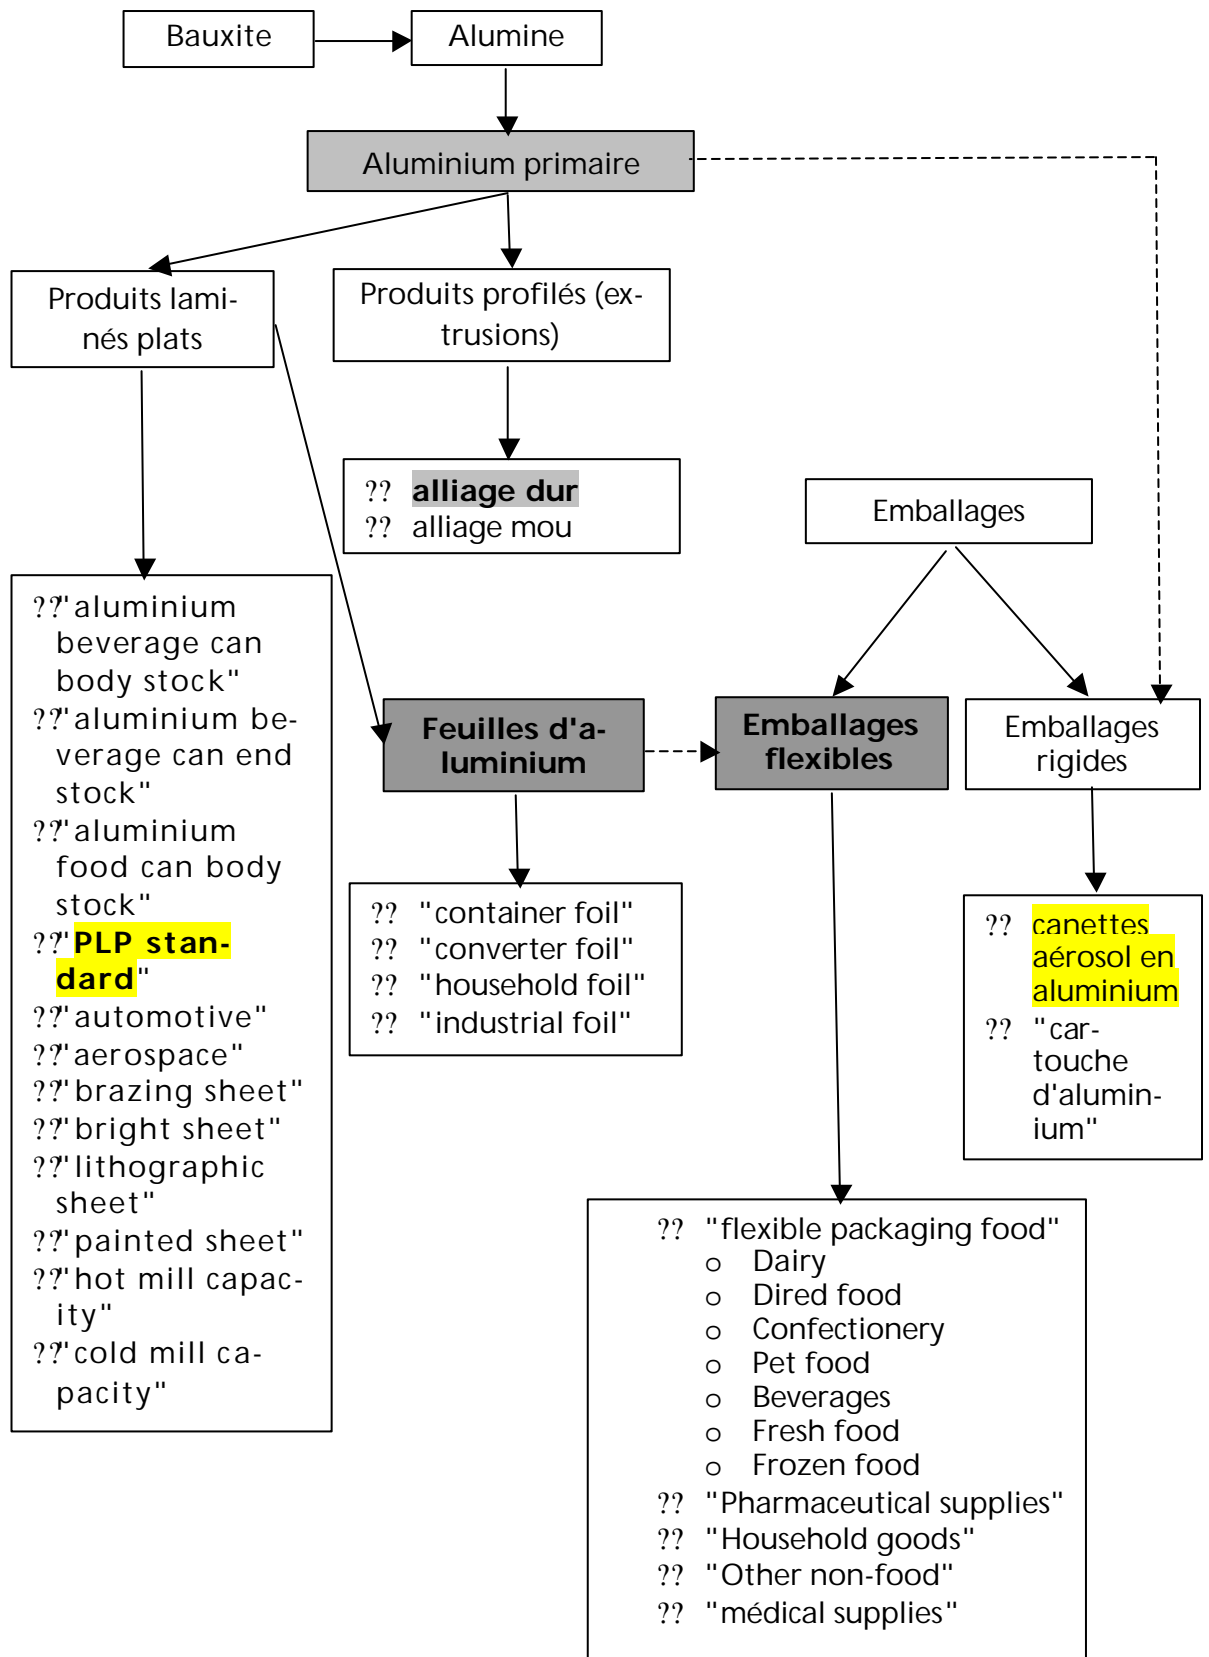 Bauxite
Alumine
Aluminium primaire
Produits lami-
nés plats
Produits profilés (ex-
trusions)
?? alliage dur
?? alliage mou
Emballages
??"aluminium
beverage can
body stock"
??"aluminium be-
verage can end
stock"
??"aluminium
food can body
stock"
??"PLP stan-
dard"
??"automotive"
??"aerospace"
??"brazing sheet"
??"bright sheet"
??"lithographic
sheet"
??"painted sheet"
??"hot mill capac-
ity"
??"cold mill ca-
pacity"
Feuilles d'a-
luminium
Emballages
flexibles
Emballages
rigides
?? "container foil"
?? "converter foil"
?? "household foil"
?? "industrial foil"
?? canettes
aérosol en
aluminium
?? "car-
touche
d'alumin-
ium"
?? "flexible packaging food"
o Dairy
o Dired food
o Confectionery
o Pet food
o Beverages
o Fresh food
o Frozen food
?? "Pharmaceutical supplies"
?? "Household goods"
?? "Other non-food"
?? "médical supplies"